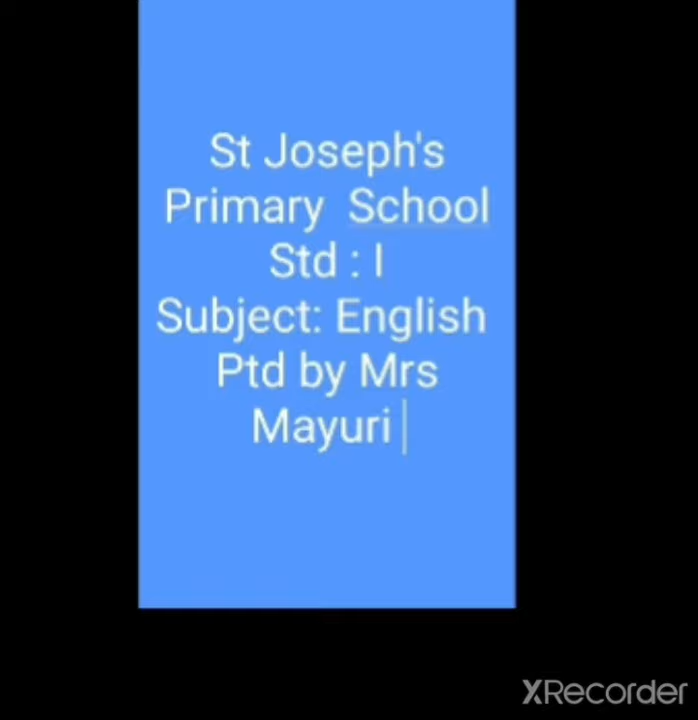 St Joseph's
Primary School
Std : I
Subject: English
Ptd by Mrs
Mayuri
XRecorder